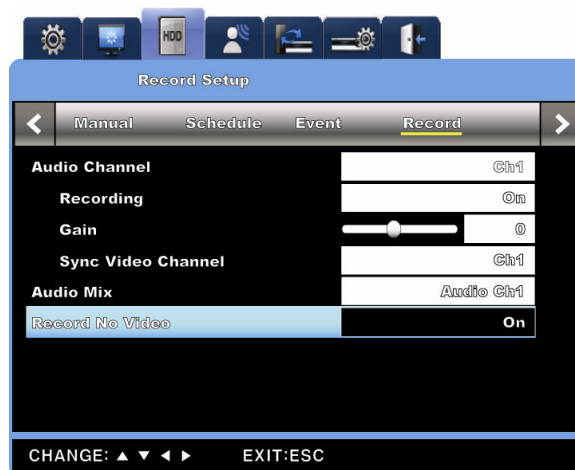 HDD
Record Setup
Manual Schedule Event Record
Audio Channel Ch1
Recording On
Gain 0
Sync Video Channel Ch1
Audio Mix Audio Ch1
Record No Video On
CHANGE: ▲ ▼ ◀ ▶ EXIT:ESC